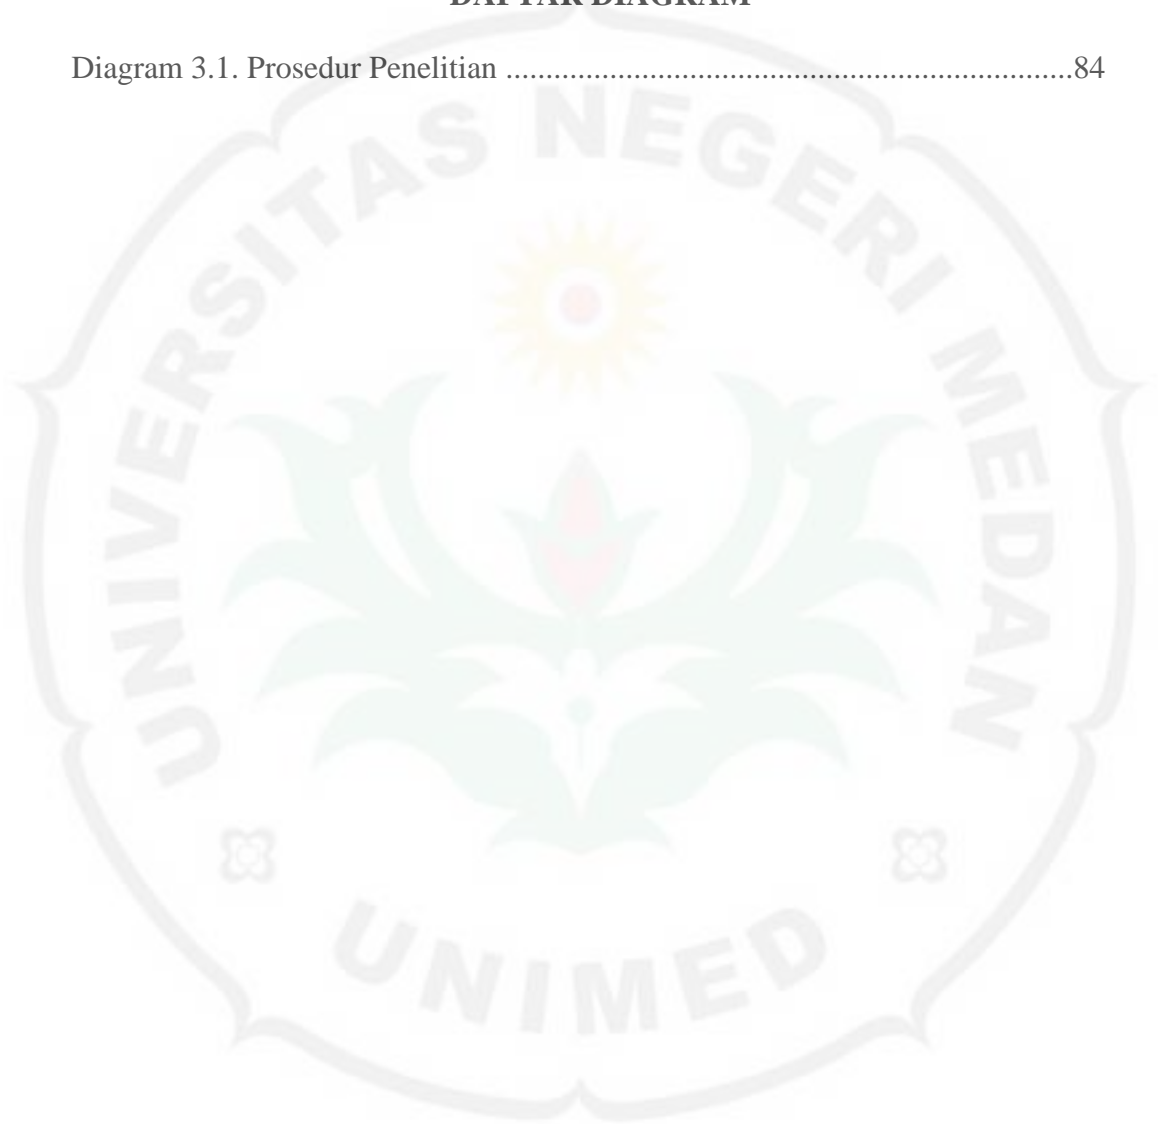 DAFTAR DIAGRAM
Diagram 3.1. Prosedur Penelitian ......................................................................84
UNIVERSITAS NEGERI MEDAN
UNIMED